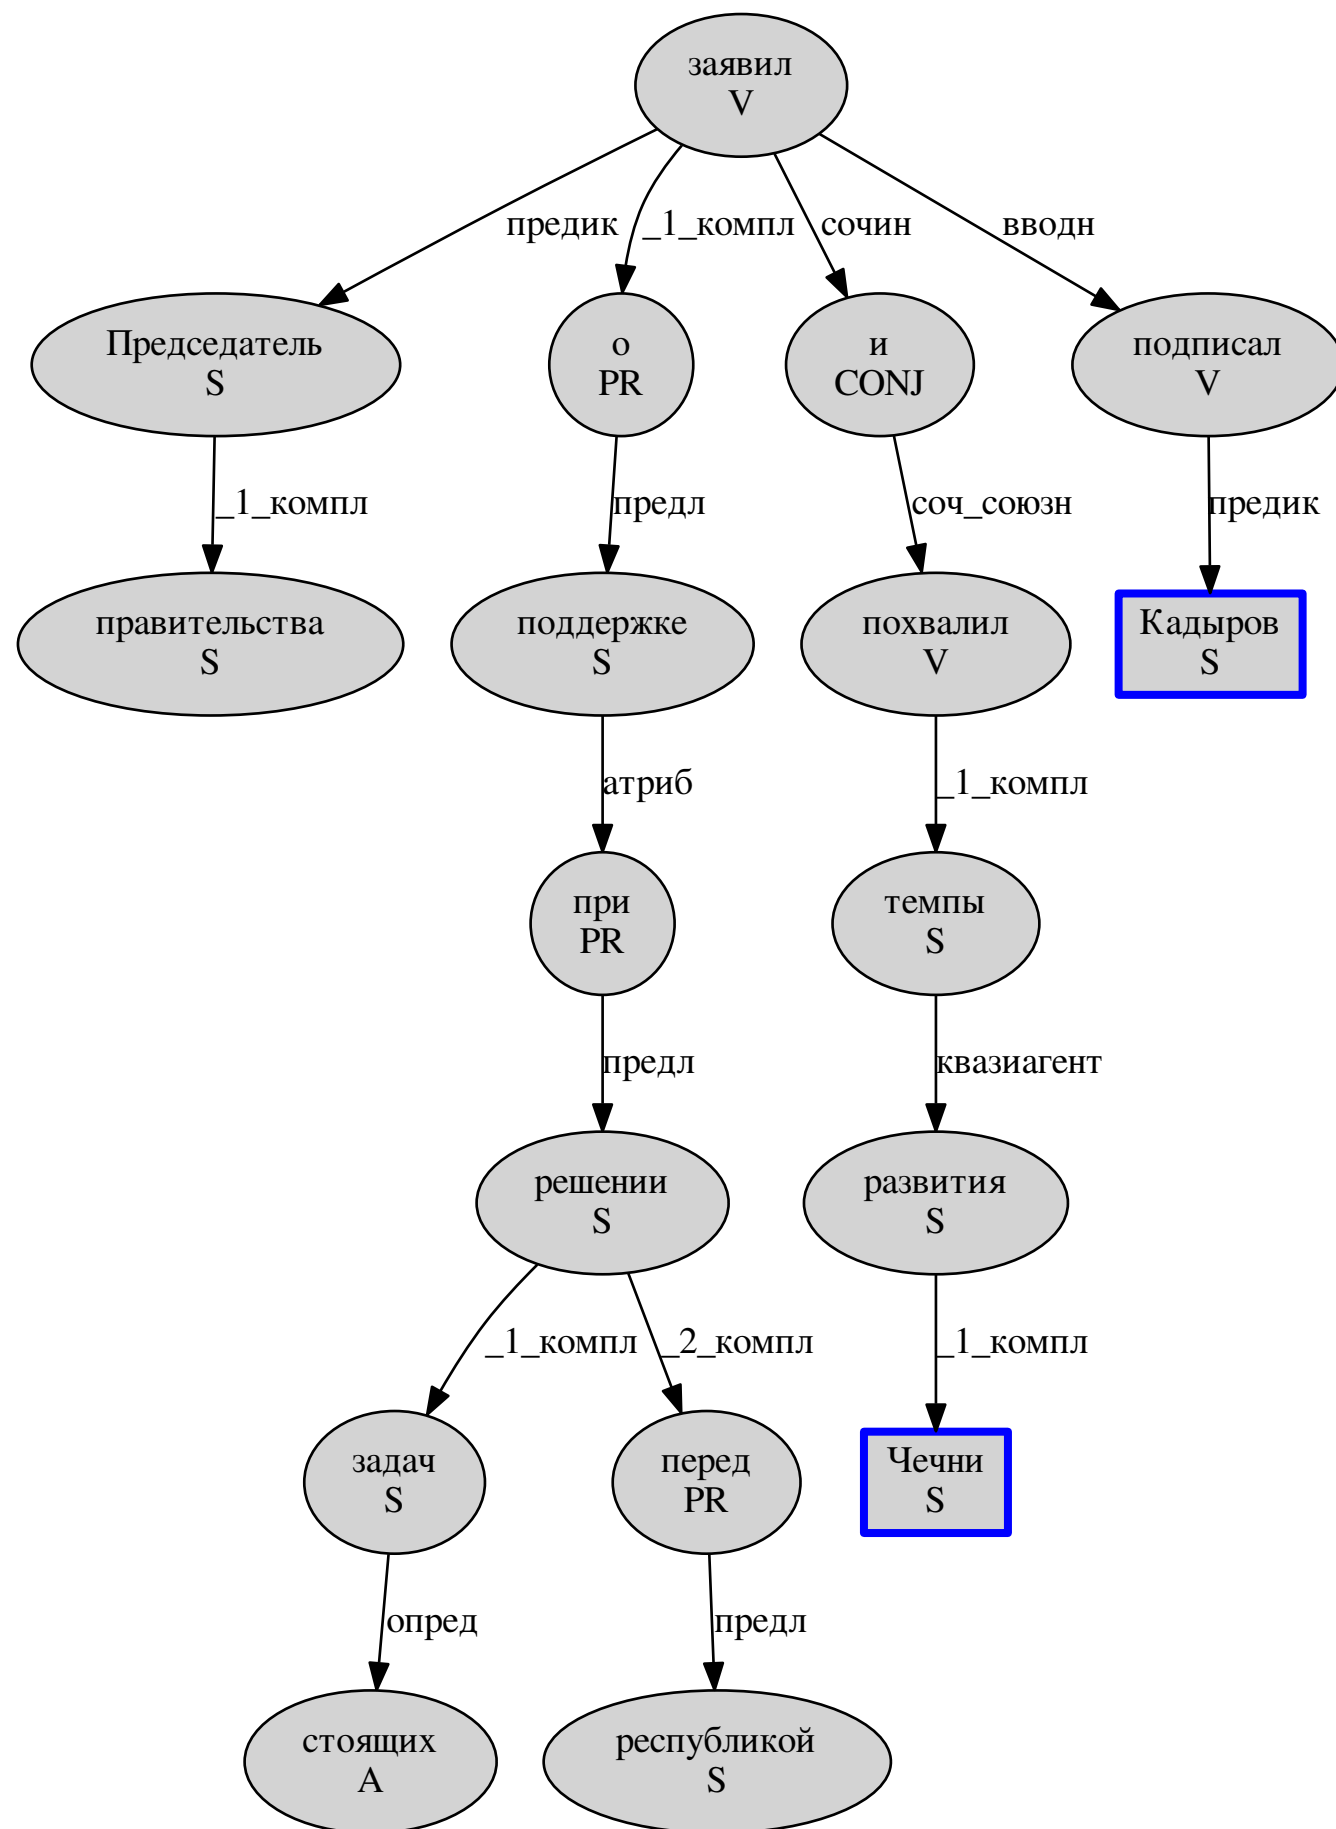 заявил
V
предик
_1_компл
сочин
вводн
Председатель
S
о
PR
и
CONJ
подписал
V
_1_компл
предл
соч_союзн
предик
правительства
S
поддержке
S
похвалил
V
Кадыров
S
атриб
_1_компл
при
PR
темпы
S
предл
квазиагент
решении
S
развития
S
_1_компл
_2_компл
_1_компл
задач
S
перед
PR
Чечни
S
опред
предл
стоящих
A
республикой
S